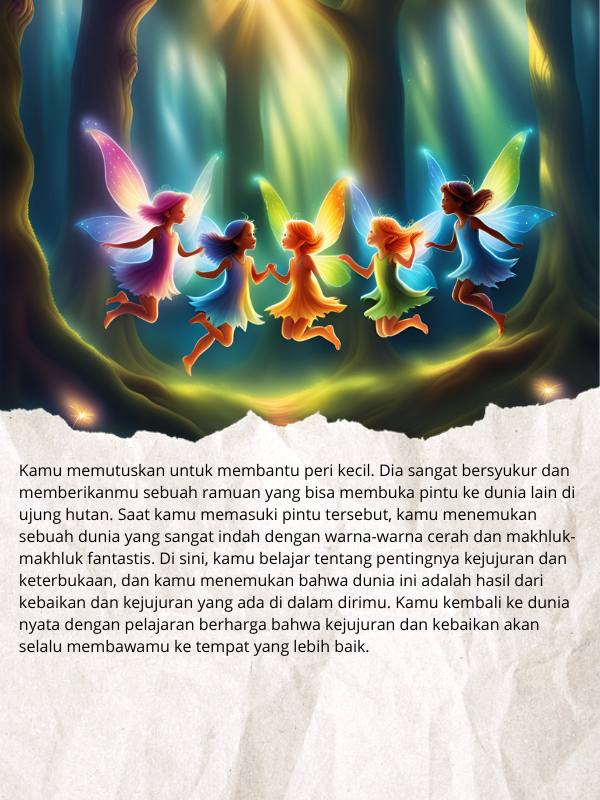 Kamu memutuskan untuk membantu peri kecil. Dia sangat bersyukur dan
memberikanmu sebuah ramuan yang bisa membuka pintu ke dunia lain di
ujung hutan. Saat kamu memasuki pintu tersebut, kamu menemukan
sebuah dunia yang sangat indah dengan warna-warna cerah dan makhluk-
makhluk fantastis. Di sini, kamu belajar tentang pentingnya kejujuran dan
keterbukaan, dan kamu menemukan bahwa dunia ini adalah hasil dari
kebaikan dan kejujuran yang ada di dalam dirimu. Kamu kembali ke dunia
nyata dengan pelajaran berharga bahwa kejujuran dan kebaikan akan
selalu membawamu ke tempat yang lebih baik.